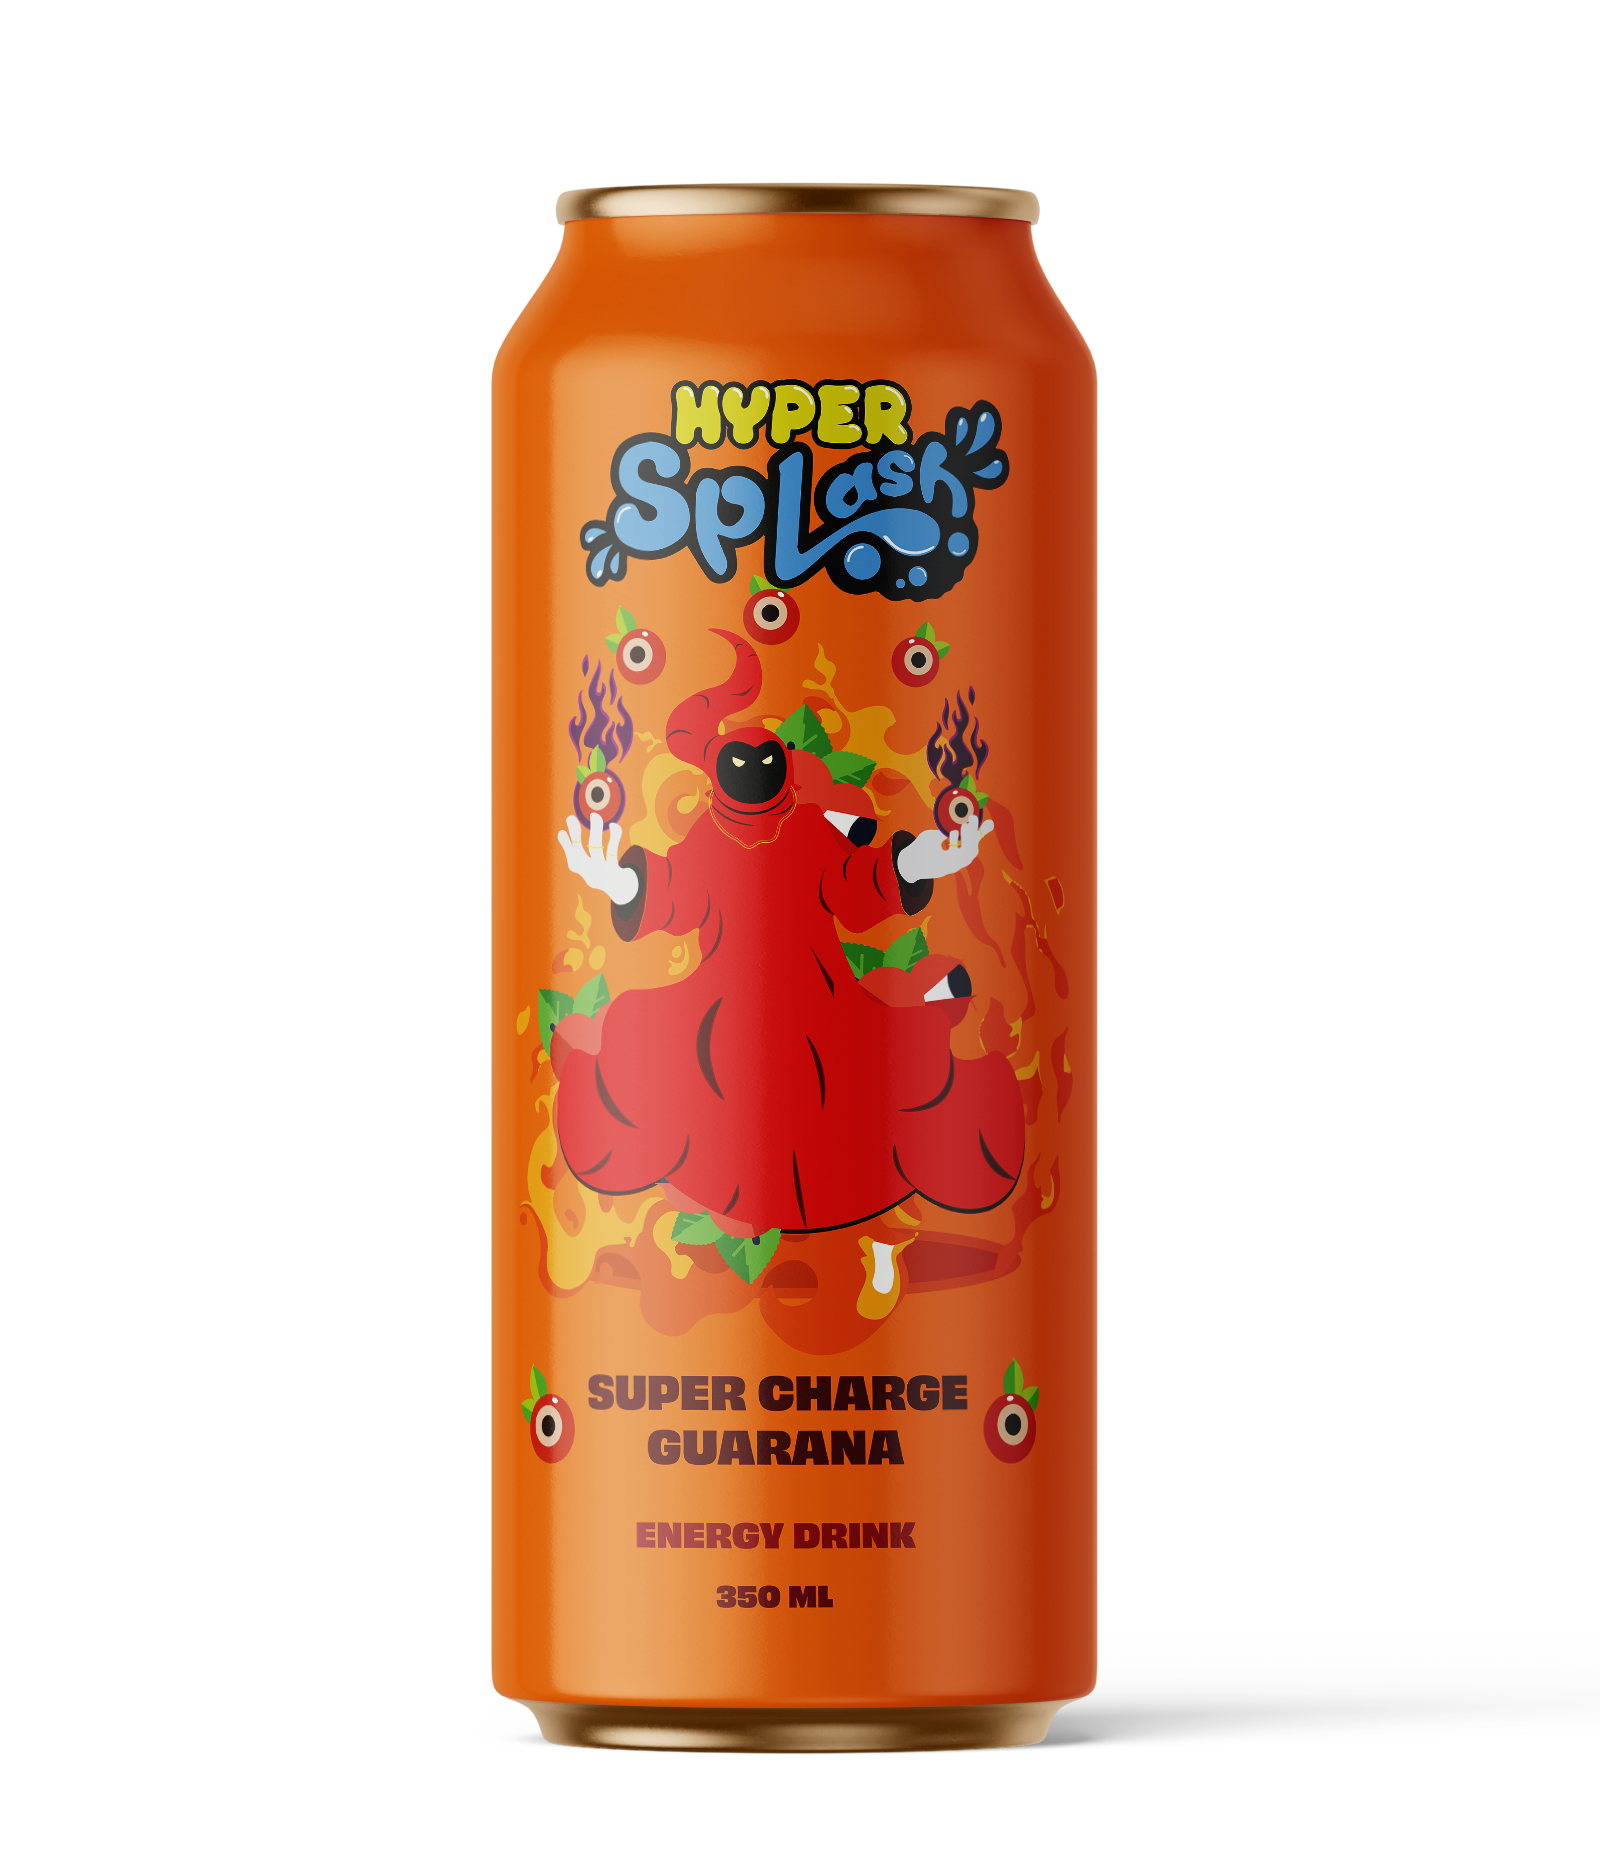 HYPER
Splash
SUPER CHARGE
GUARANA
ENERGY DRINK
350 ML